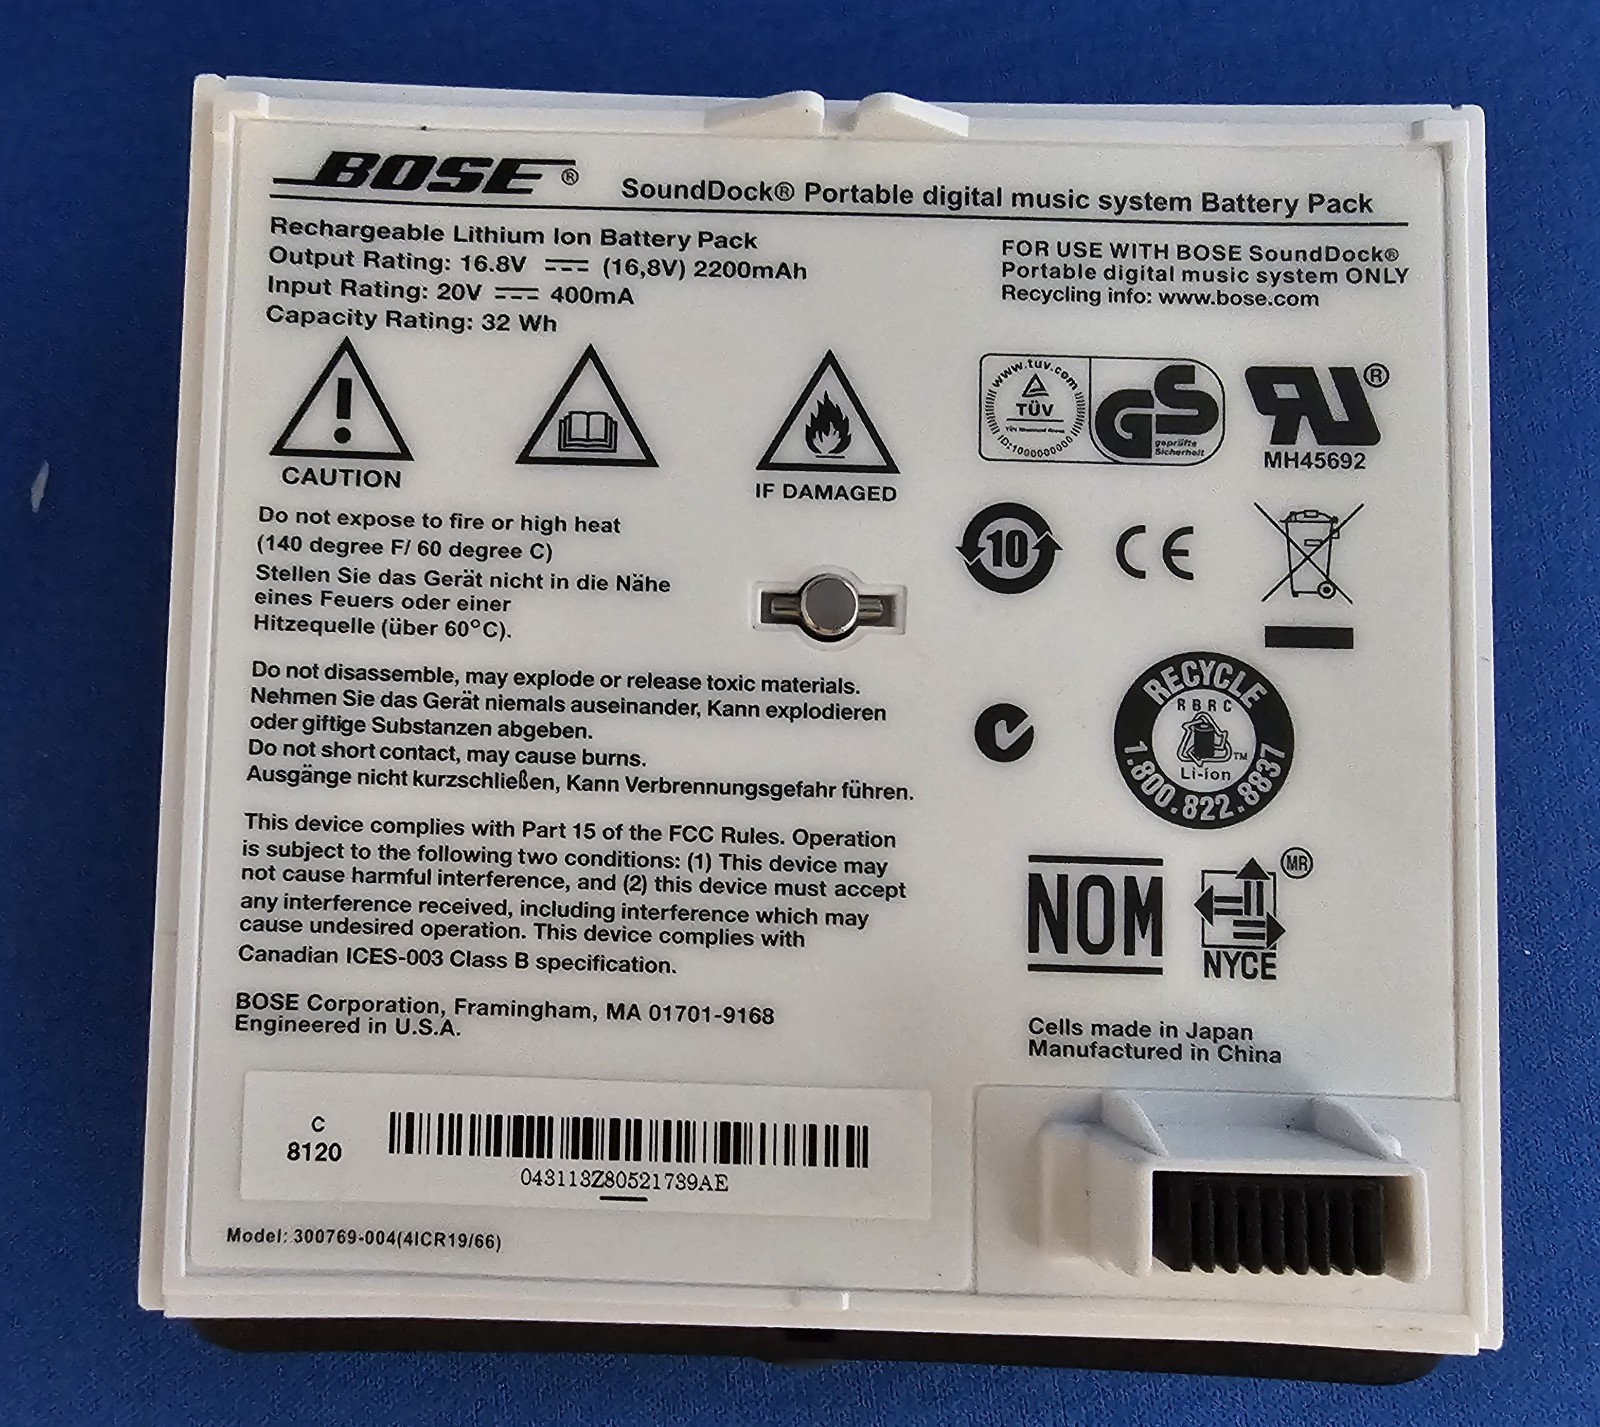 BOSE® SoundDock® Portable digital music system Battery Pack
Rechargeable Lithium Ion Battery Pack
Output Rating: 16.8V ⎓ (16,8V) 2200mAh
Input Rating: 20V ⎓ 400mA
Capacity Rating: 32 Wh
FOR USE WITH BOSE SoundDock®
Portable digital music system ONLY
Recycling info: www.bose.com
CAUTION
IF DAMAGED
www.tuv.com
TÜV
ID:1000000000
GS
geprüfte
Sicherheit
®
MH45692
Do not expose to fire or high heat
(140 degree F/ 60 degree C)
Stellen Sie das Gerät nicht in die Nähe
eines Feuers oder einer
Hitzequelle (über 60°C).
10
CE
Do not disassemble, may explode or release toxic materials.
Nehmen Sie das Gerät niemals auseinander, Kann explodieren
oder giftige Substanzen abgeben.
Do not short contact, may cause burns.
Ausgänge nicht kurzschließen, Kann Verbrennungsgefahr führen.
RECYCLE
RBRC
TM
Li-ion
1.800.822.8837
This device complies with Part 15 of the FCC Rules. Operation
is subject to the following two conditions: (1) This device may
not cause harmful interference, and (2) this device must accept
any interference received, including interference which may
cause undesired operation. This device complies with
Canadian ICES-003 Class B specification.
NOM
MR
NYCE
BOSE Corporation, Framingham, MA 01701-9168
Engineered in U.S.A.
Cells made in Japan
Manufactured in China
C
8120
043113Z80521739AE
Model: 300769-004(4ICR19/66)